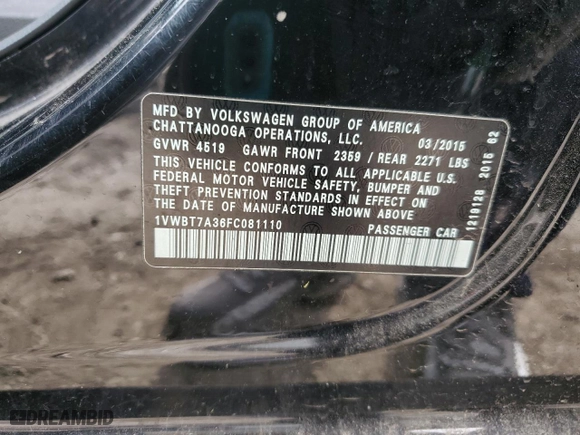 MFD BY VOLKSWAGEN GROUP OF AMERICA
CHATTANOOGA OPERATIONS, LLC. 03/2015
GVWR 4519 GAWR FRONT 2359 / REAR 2271 LBS
THIS VEHICLE CONFORMS TO ALL APPLICABLE U.S.
FEDERAL MOTOR VEHICLE SAFETY, BUMPER AND
THEFT PREVENTION STANDARDS IN EFFECT ON
THE DATE OF MANUFACTURE SHOWN ABOVE
1VWBT7A36FC081110 PASSENGER CAR
1219128 2015 62
DREAMBID